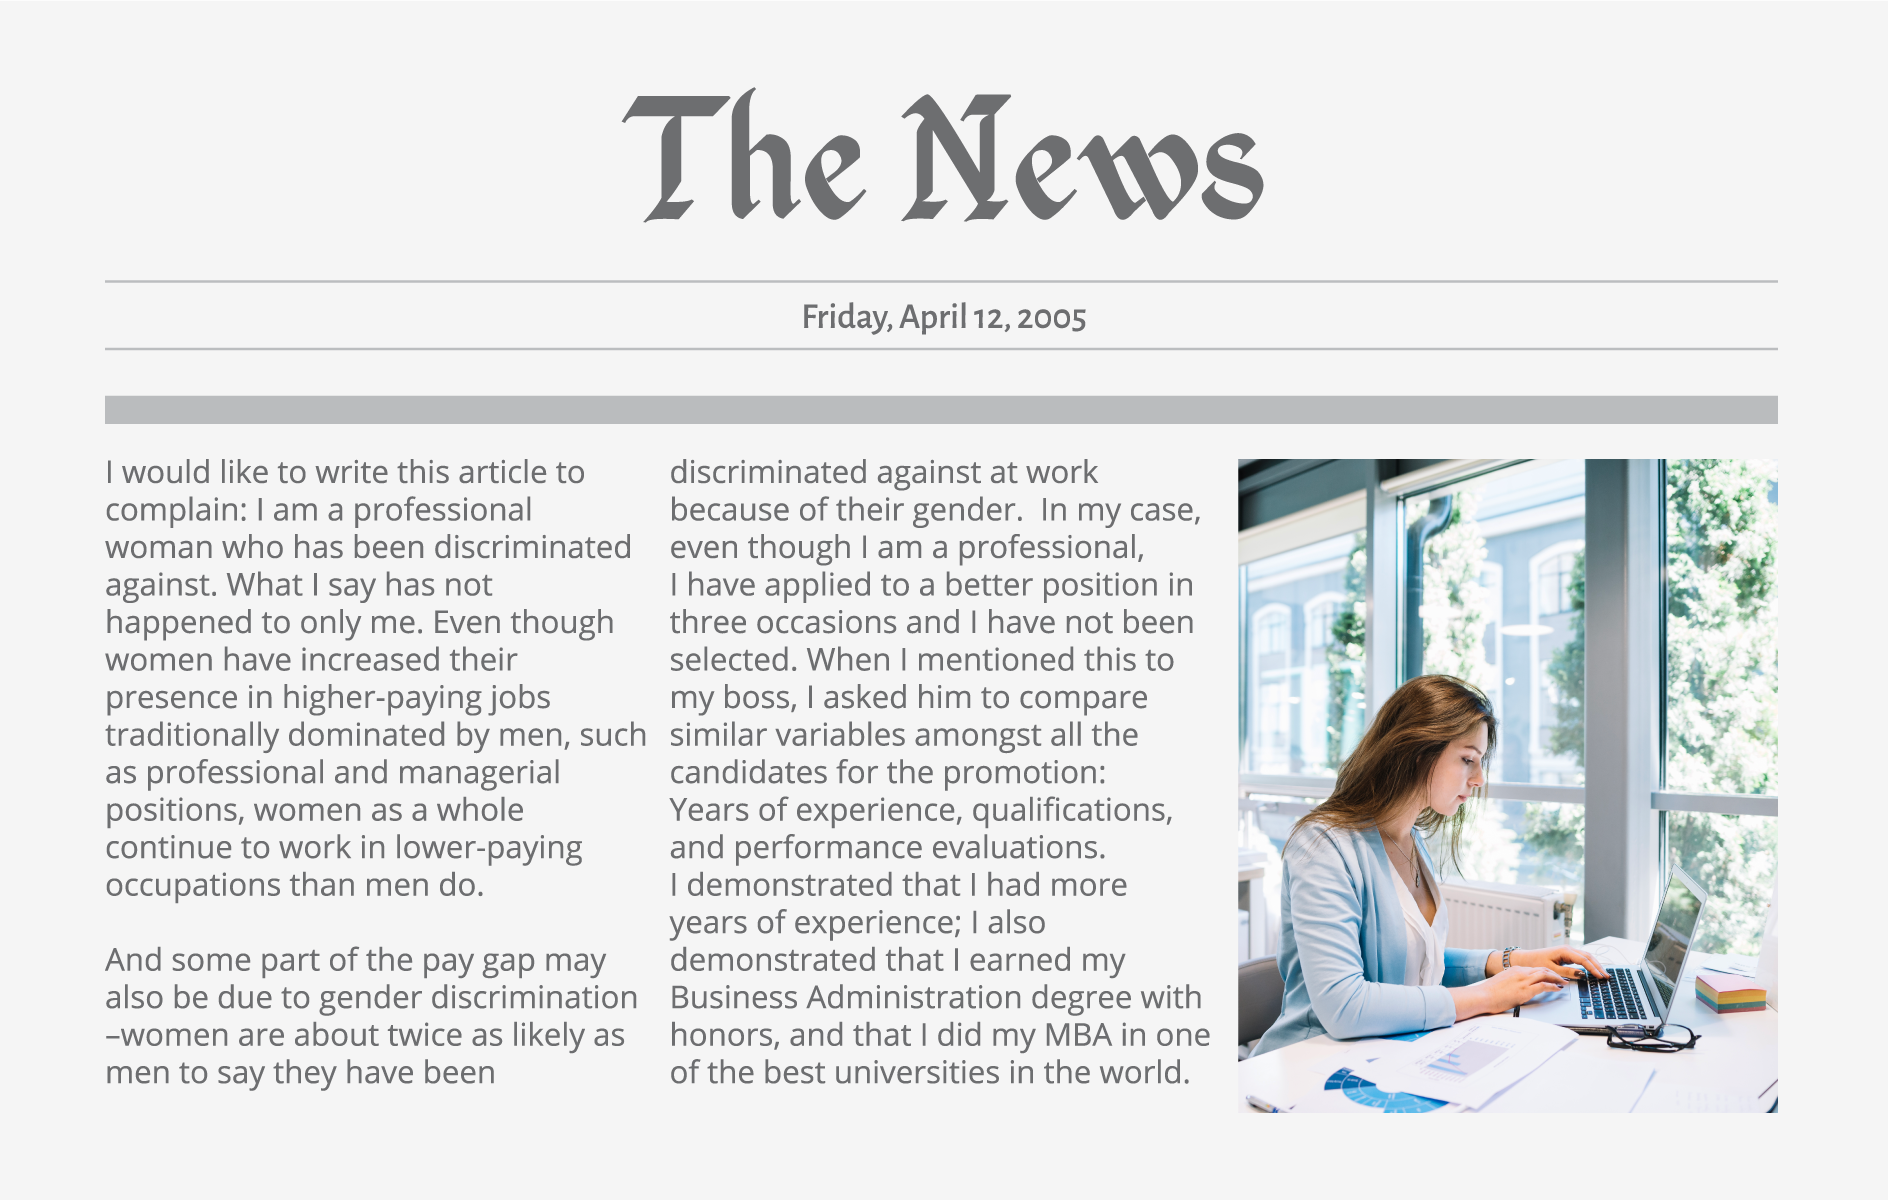 The News
Friday, April 12, 2005
I would like to write this article to
complain: I am a professional
woman who has been discriminated
against. What I say has not
happened to only me. Even though
women have increased their
presence in higher-paying jobs
traditionally dominated by men, such
as professional and managerial
positions, women as a whole
continue to work in lower-paying
occupations than men do.
And some part of the pay gap may
also be due to gender discrimination
–women are about twice as likely as
men to say they have been
discriminated against at work
because of their gender.  In my case,
even though I am a professional,
I have applied to a better position in
three occasions and I have not been
selected. When I mentioned this to
my boss, I asked him to compare
similar variables amongst all the
candidates for the promotion:
Years of experience, qualifications,
and performance evaluations.
I demonstrated that I had more
years of experience; I also
demonstrated that I earned my
Business Administration degree with
honors, and that I did my MBA in one
of the best universities in the world.